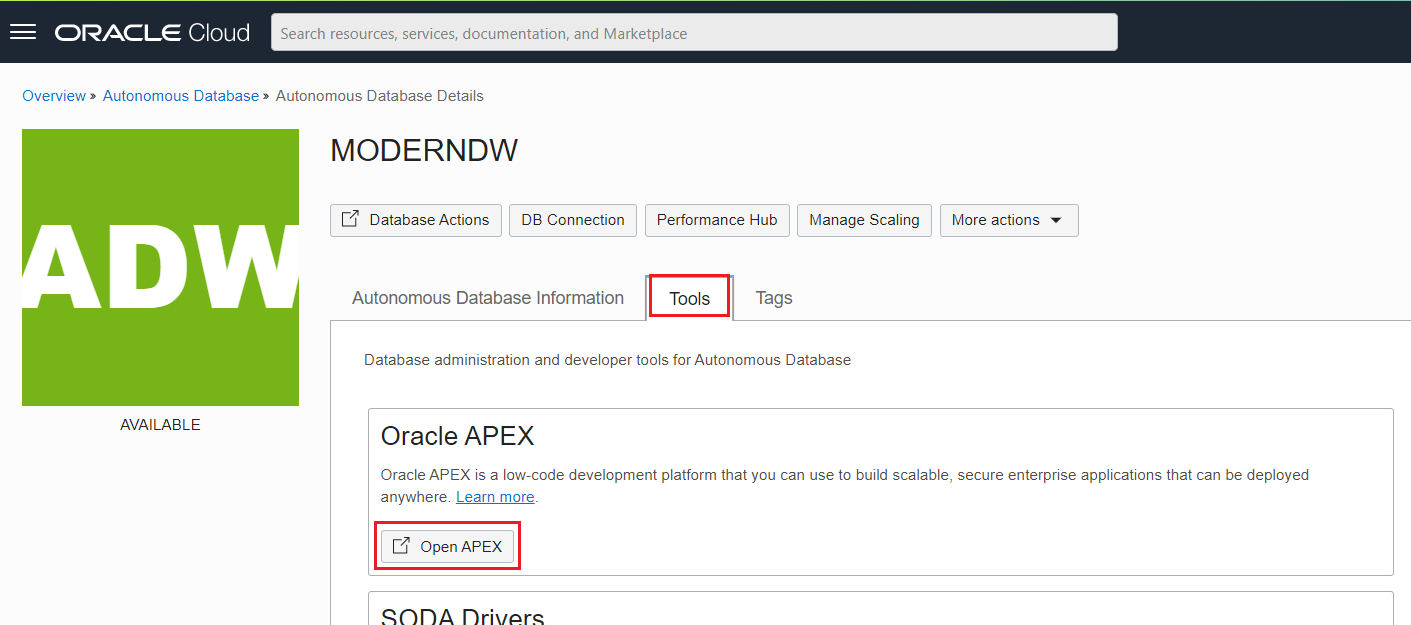 ORACLE Cloud
Search resources, services, documentation, and Marketplace
Overview » Autonomous Database » Autonomous Database Details
ADW
AVAILABLE
MODERNDW
Database Actions
DB Connection
Performance Hub
Manage Scaling
More actions
Autonomous Database Information
Tools
Tags
Database administration and developer tools for Autonomous Database
Oracle APEX
Oracle APEX is a low-code development platform that you can use to build scalable, secure enterprise applications that can be deployed
anywhere. Learn more.
Open APEX
SODA Drivers